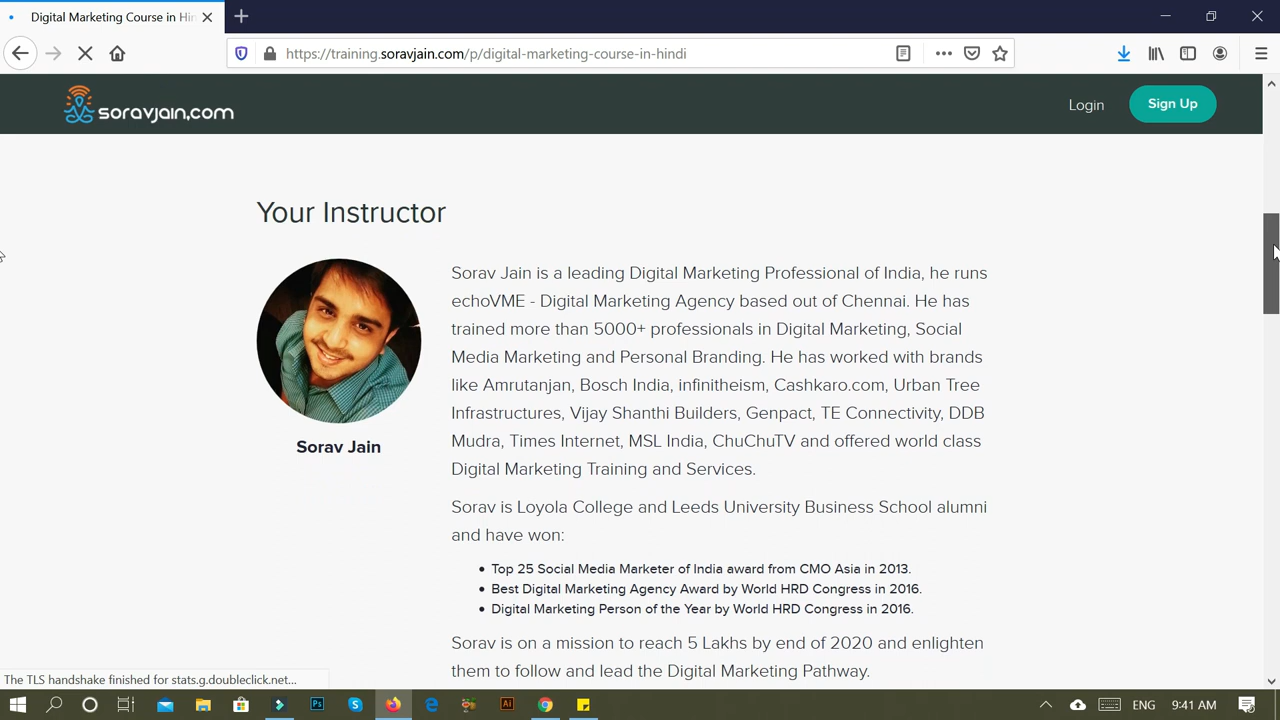 Digital Marketing Course in Hin
https://training.soravjain.com/p/digital-marketing-course-in-hindi
soravjain.com
Login
Sign Up
Your Instructor
Sorav Jain is a leading Digital Marketing Professional of India, he runs
echoVME - Digital Marketing Agency based out of Chennai. He has
trained more than 5000+ professionals in Digital Marketing, Social
Media Marketing and Personal Branding. He has worked with brands
like Amrutanjan, Bosch India, infinitheism, Cashkaro.com, Urban Tree
Infrastructures, Vijay Shanthi Builders, Genpact, TE Connectivity, DDB
Mudra, Times Internet, MSL India, ChuChuTV and offered world class
Digital Marketing Training and Services.
Sorav Jain
Sorav is Loyola College and Leeds University Business School alumni
and have won:
• Top 25 Social Media Marketer of India award from CMO Asia in 2013.
• Best Digital Marketing Agency Award by World HRD Congress in 2016.
• Digital Marketing Person of the Year by World HRD Congress in 2016.
Sorav is on a mission to reach 5 Lakhs by end of 2020 and enlighten
them to follow and lead the Digital Marketing Pathway.
The TLS handshake finished for stats.g.doubleclick.net...
Ps
Ai
ENG
9:41 AM